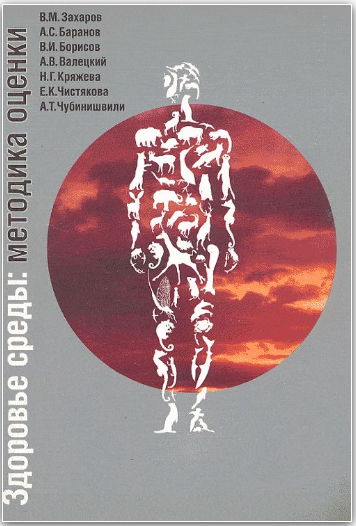 В.М. Захаров
А.С. Баранов
В.И. Борисов
А.В. Валецкий
Н.Г. Кряжева
Е.К. Чистякова
А.Т. Чубинишвили
Здоровье среды: методика оценки